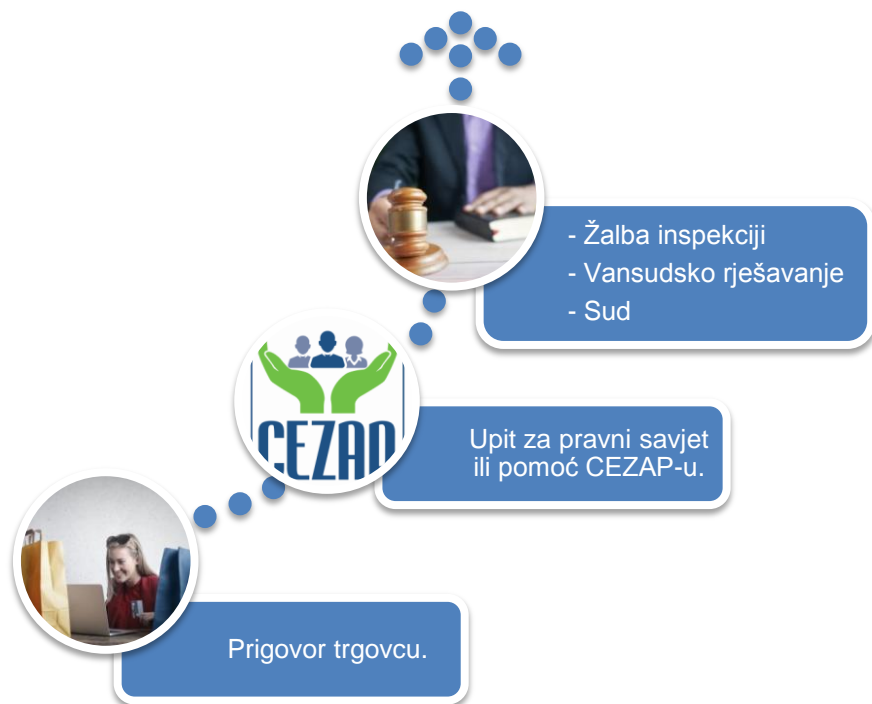 - Žalba inspekciji
- Vansudsko rješavanje
- Sud
CEZAP
Upit za pravni savjet
ili pomoć CEZAP-u.
Prigovor trgovcu.